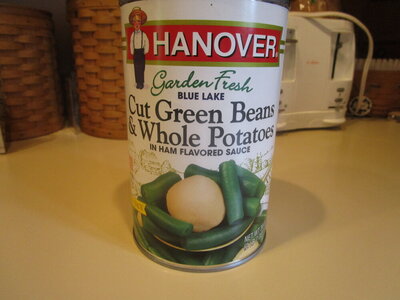 HANOVER
Garden Fresh
BLUE LAKE
Cut Green Beans
& Whole Potatoes
IN HAM FLAVORED SAUCE